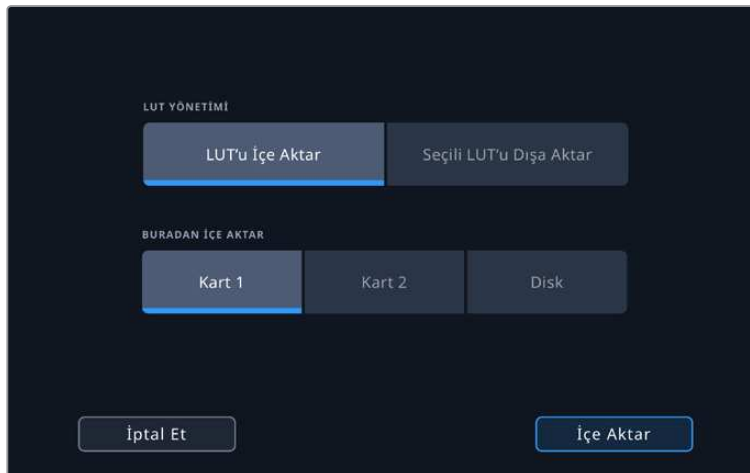 LUT YÖNETİMİ
LUT'u İçe Aktar Seçili LUT'u Dışa Aktar
BURADAN İÇE AKTAR
Kart 1 Kart 2 Disk
İptal Et İçe Aktar